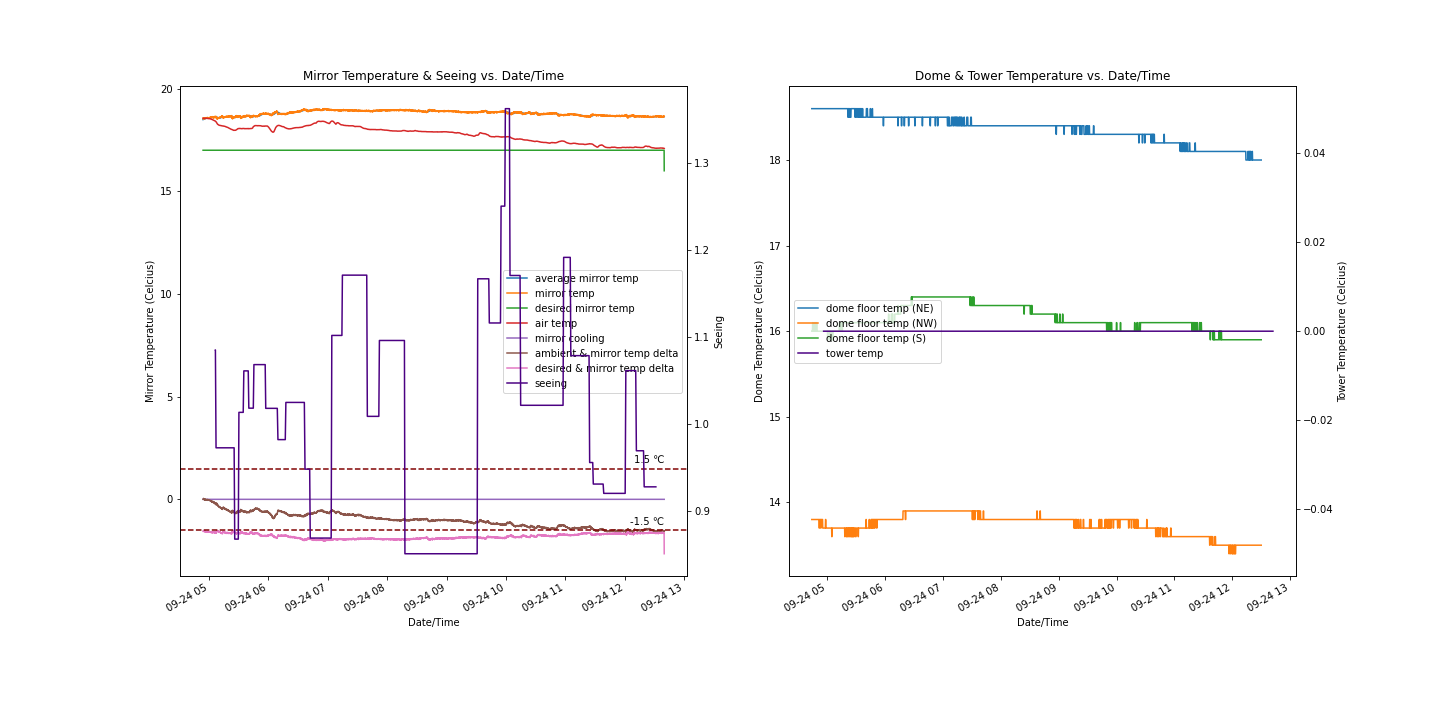 Mirror Temperature & Seeing vs. Date/Time
20
15
10
5
0
Mirror Temperature (Celcius)
1.3
1.2
1.1
1.0
0.9
Seeing
average mirror temp
mirror temp
desired mirror temp
air temp
mirror cooling
ambient & mirror temp delta
desired & mirror temp delta
seeing
1.5 °C
-1.5 °C
09-24 05
09-24 06
09-24 07
09-24 08
09-24 09
09-24 10
09-24 11
09-24 12
09-24 13
Date/Time
Dome & Tower Temperature vs. Date/Time
18
17
16
15
14
Dome Temperature (Celcius)
0.04
0.02
0.00
−0.02
−0.04
Tower Temperature (Celcius)
dome floor temp (NE)
dome floor temp (NW)
dome floor temp (S)
tower temp
09-24 05
09-24 06
09-24 07
09-24 08
09-24 09
09-24 10
09-24 11
09-24 12
09-24 13
Date/Time